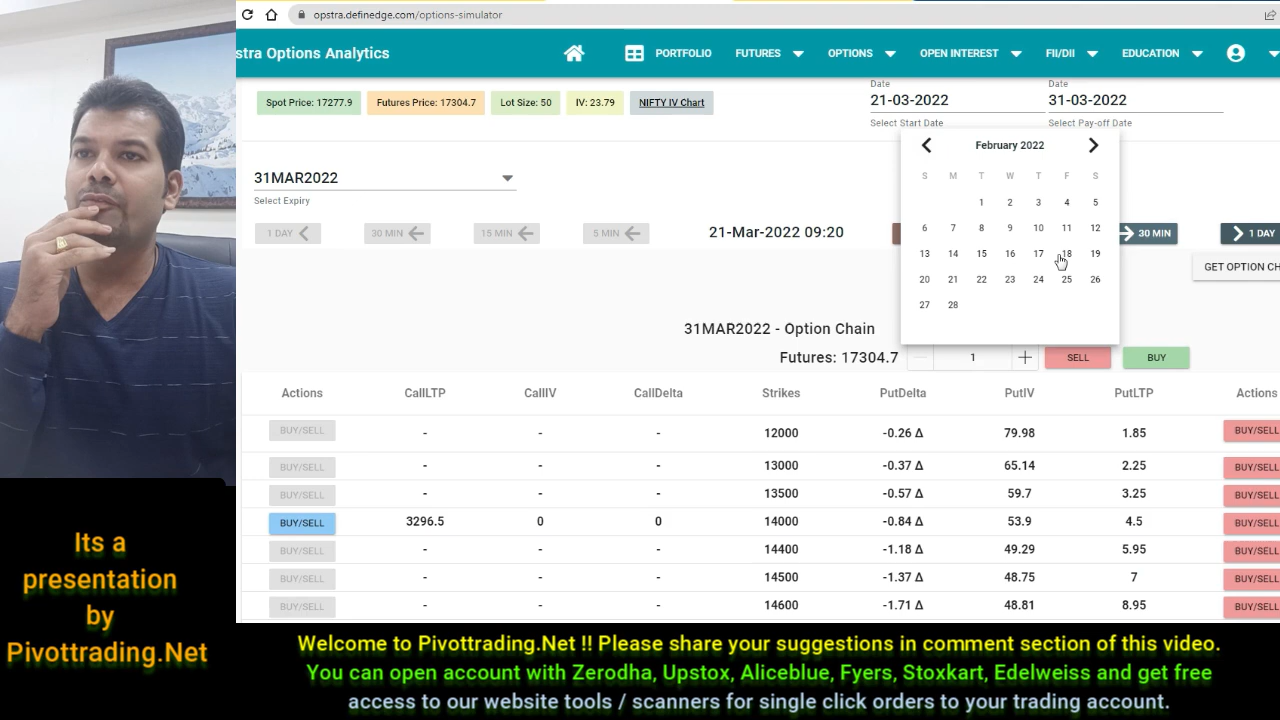 opstra.definedge.com/options-simulator
stra Options Analytics
PORTFOLIO
FUTURES
OPTIONS
OPEN INTEREST
FII/DII
EDUCATION
Spot Price: 17277.9
Futures Price: 17304.7
Lot Size: 50
IV: 23.79
NIFTY IV Chart
Date
21-03-2022
Select Start Date
Date
31-03-2022
Select Pay-off Date
31MAR2022
Select Expiry
February 2022
S M T W T F S
1 2 3 4 5
6 7 8 9 10 11 12
13 14 15 16 17 18 19
20 21 22 23 24 25 26
27 28
1 DAY
30 MIN
15 MIN
5 MIN
21-Mar-2022 09:20
30 MIN
1 DAY
GET OPTION CH
31MAR2022 - Option Chain
Futures: 17304.7
1
SELL
BUY
Actions CallLTP CallIV CallDelta Strikes PutDelta PutIV PutLTP Actions
BUY/SELL - - - 12000 -0.26 Δ 79.98 1.85 BUY/SELL
BUY/SELL - - - 13000 -0.37 Δ 65.14 2.25 BUY/SELL
BUY/SELL - - - 13500 -0.57 Δ 59.7 3.25 BUY/SELL
BUY/SELL 3296.5 0 0 14000 -0.84 Δ 53.9 4.5 BUY/SELL
BUY/SELL - - - 14400 -1.18 Δ 49.29 5.95 BUY/SELL
BUY/SELL - - - 14500 -1.37 Δ 48.75 7 BUY/SELL
BUY/SELL - - - 14600 -1.71 Δ 48.81 8.95 BUY/SELL
Its a
presentation
by
Pivottrading.Net
Welcome to Pivottrading.Net !! Please share your suggestions in comment section of this video.
You can open account with Zerodha, Upstox, Aliceblue, Fyers, Stoxkart, Edelweiss and get free
access to our website tools / scanners for single click orders to your trading account.